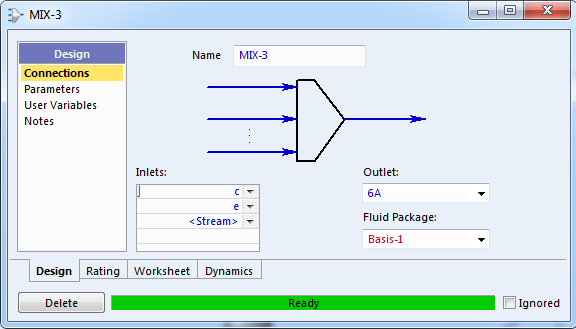 MIX-3
Design
Connections
Parameters
User Variables
Notes
Name MIX-3
Inlets:
c
e
<Stream>
Outlet:
6A
Fluid Package:
Basis-1
Design Rating Worksheet Dynamics
Delete Ready Ignored